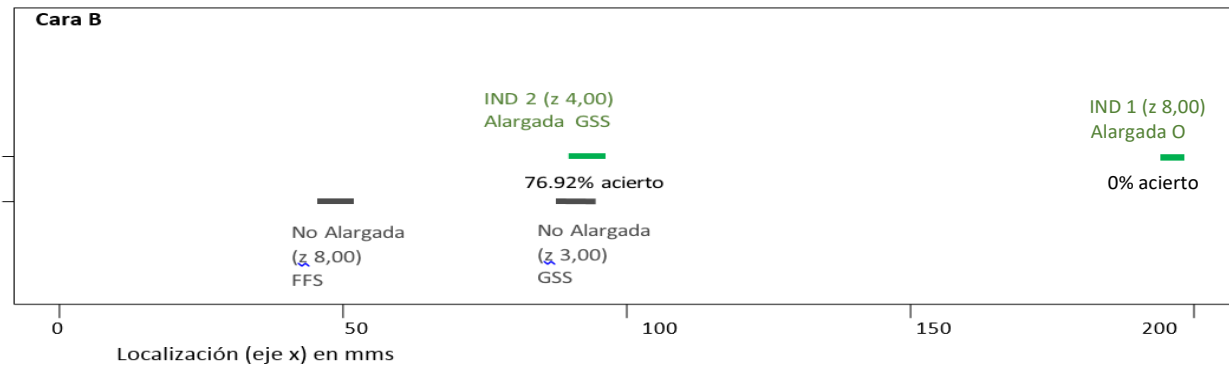 Cara B
IND 2 (z 4,00)
Alargada GSS
IND 1 (z 8,00)
Alargada O
76.92% acierto
0% acierto
No Alargada
(z 8,00)
FFS
No Alargada
(z 3,00)
GSS
0 50 100 150 200
Localización (eje x) en mms